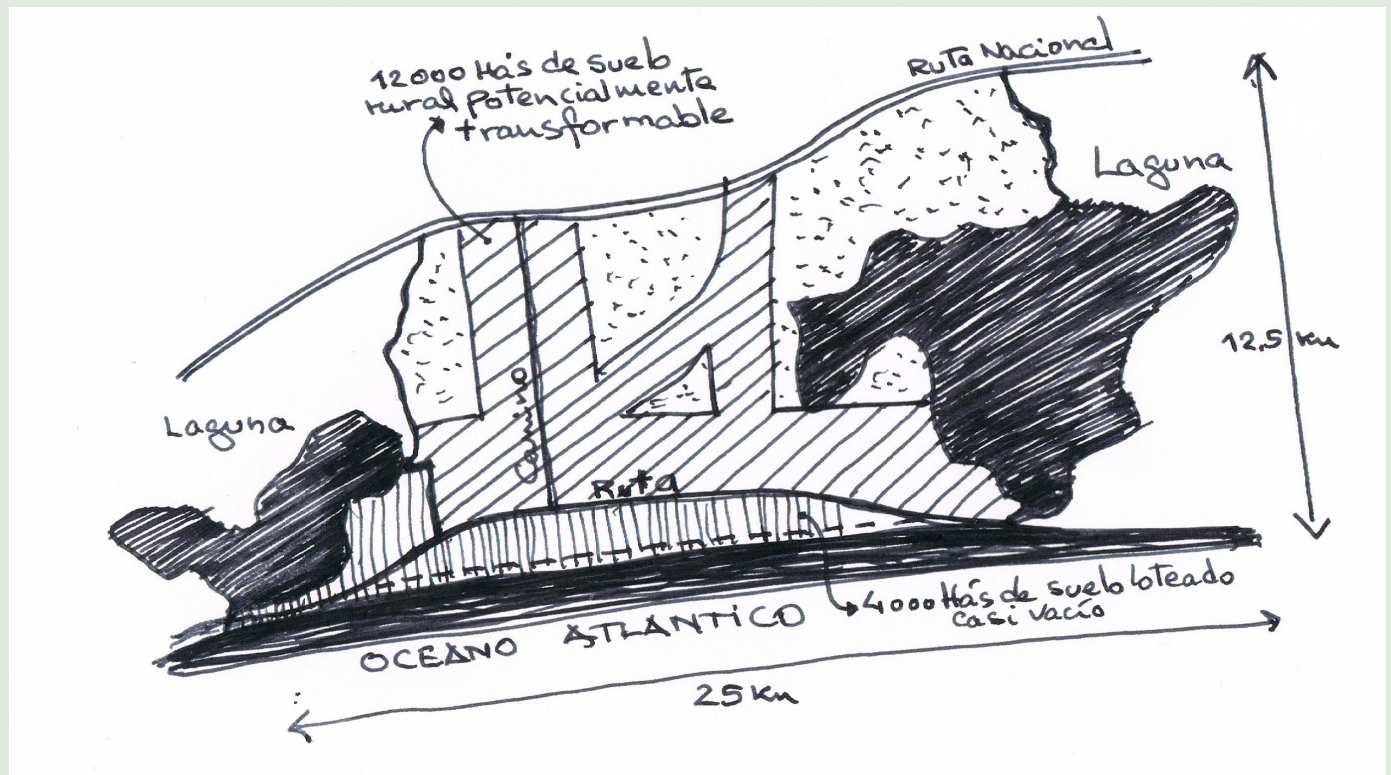 12000 Hás de suelo
rural potencialmente
transformable
Ruta Nacional
Laguna
12.5 km
Laguna
Camino
Ruta
4000 Hás de suelo loteado
casi vacío
OCEANO ATLÁNTICO
25 km